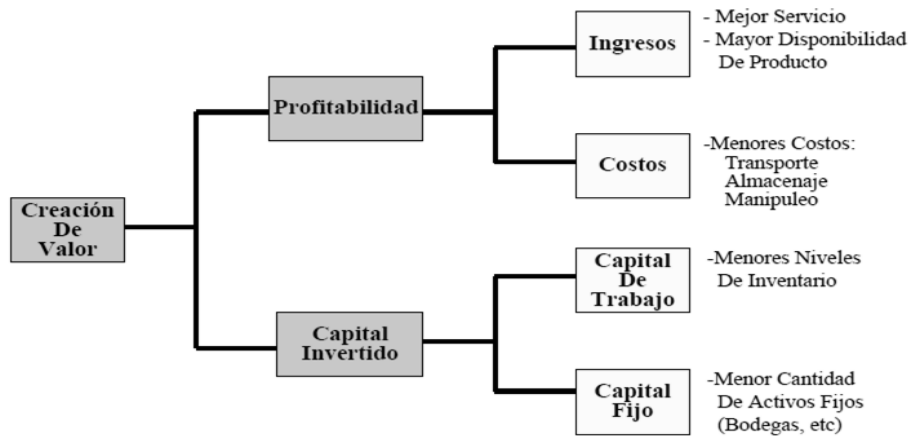 Creación
De
Valor
Profitabilidad
Ingresos
- Mejor Servicio
- Mayor Disponibilidad
De Producto
Costos
-Menores Costos:
Transporte
Almacenaje
Manipuleo
Capital
Invertido
Capital
De
Trabajo
-Menores Niveles
De Inventario
Capital
Fijo
-Menor Cantidad
De Activos Fijos
(Bodegas, etc)